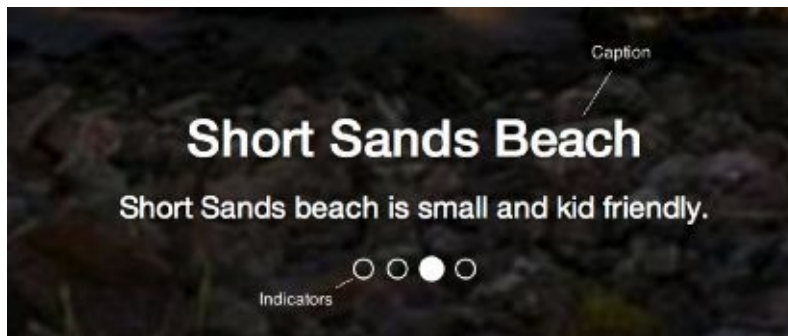 Caption
Short Sands Beach
Short Sands beach is small and kid friendly.
Indicators